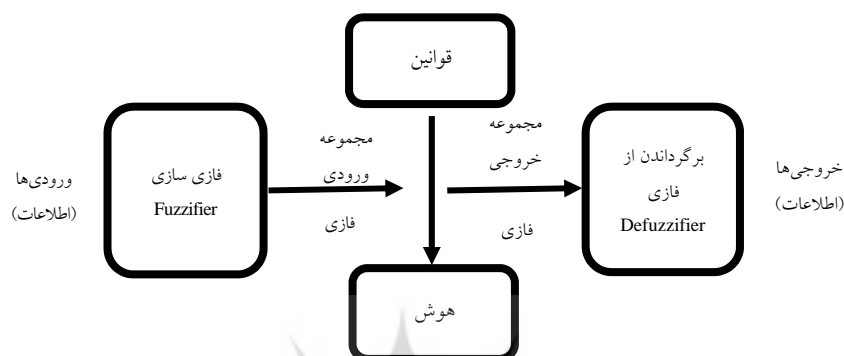 قوانین
مجموعه
ورودی
فازی
مجموعه
خروجی
فازی
ورودی‌ها
(اطلاعات)
فازی سازی
Fuzzifier
برگرداندن از
فازی
Defuzzifier
خروجی‌ها
(اطلاعات)
هوش